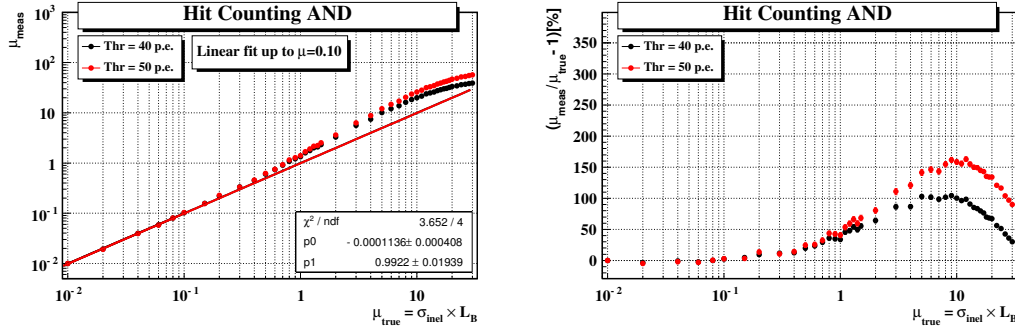 Hit Counting AND
μmeas
10³
10²
10
1
10⁻¹
10⁻²
Thr = 40 p.e.
Thr = 50 p.e.
Linear fit up to μ=0.10
χ² / ndf 3.652 / 4
p0 - 0.0001136± 0.000408
p1 0.9922 ± 0.01939
10⁻² 10⁻¹ 1 10
μtrue = σinel × LB
Hit Counting AND
(μmeas/μtrue - 1)[%]
350
300
250
200
150
100
50
0
Thr = 40 p.e.
Thr = 50 p.e.
10⁻² 10⁻¹ 1 10
μtrue = σinel × LB